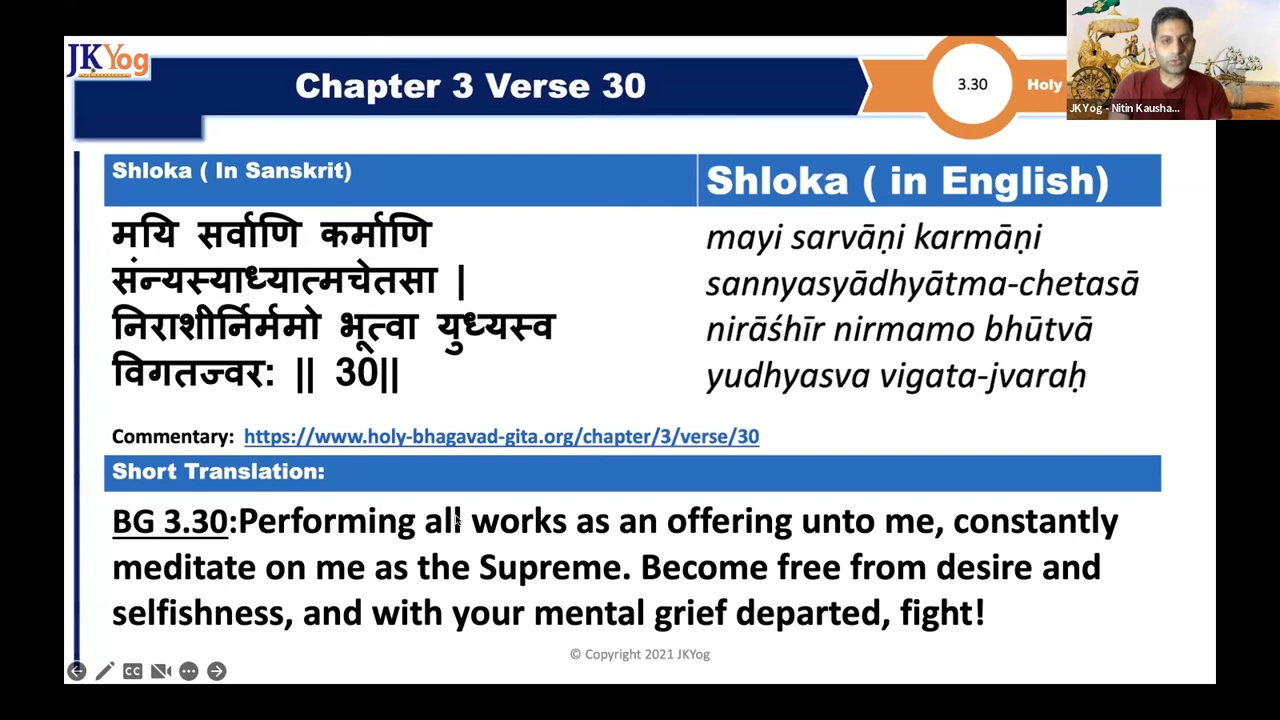 JKYog
Chapter 3 Verse 30
3.30
Holy
JKYog - Nitin Kausha...
Shloka ( In Sanskrit)
Shloka ( in English)
मयि सर्वाणि कर्माणि
संन्यस्याध्यात्मचेतसा |
निराशीर्निर्ममो भूत्वा युध्यस्व
विगतज्वर: || 30||
mayi sarvāṇi karmāṇi
sannyasyādhyātma-chetasā
nirāśhīr nirmamo bhūtvā
yudhyasva vigata-jvaraḥ
Commentary: https://www.holy-bhagavad-gita.org/chapter/3/verse/30
Short Translation:
BG 3.30:Performing all works as an offering unto me, constantly
meditate on me as the Supreme. Become free from desire and
selfishness, and with your mental grief departed, fight!
© Copyright 2021 JKYog
CC